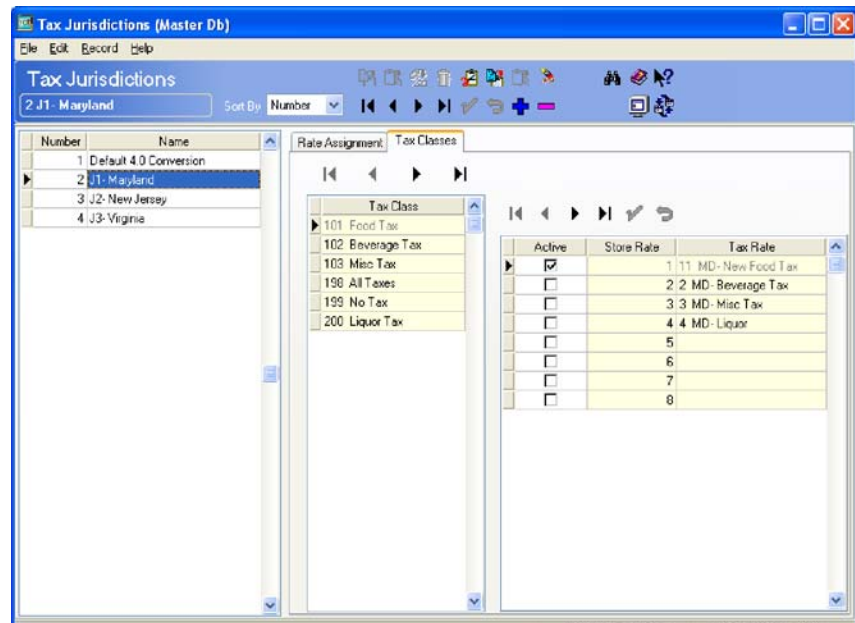 Tax Jurisdictions (Master Db)
File Edit Record Help
Tax Jurisdictions
2 J1- Maryland Sort By Number
Number Name
1 Default 4.0 Conversion
2 J1- Maryland
3 J2- New Jersey
4 J3- Virginia
Rate Assignment Tax Classes
Tax Class
101 Food Tax
102 Beverage Tax
103 Misc Tax
198 All Taxes
199 No Tax
200 Liquor Tax
Active Store Rate Tax Rate
1 11 MD- New Food Tax
2 2 MD- Beverage Tax
3 3 MD- Misc Tax
4 4 MD- Liquor
5
6
7
8